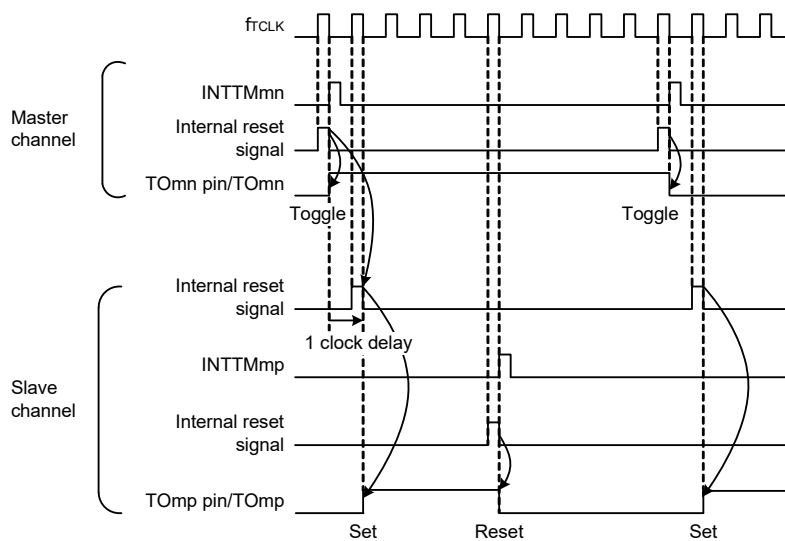 fTCLK
INTTMmn
Master
channel
Internal reset
signal
TOmn pin/TOmn
Toggle
Toggle
Internal reset
signal
1 clock delay
INTTMmp
Slave
channel
Internal reset
signal
TOmp pin/TOmp
Set
Reset
Set